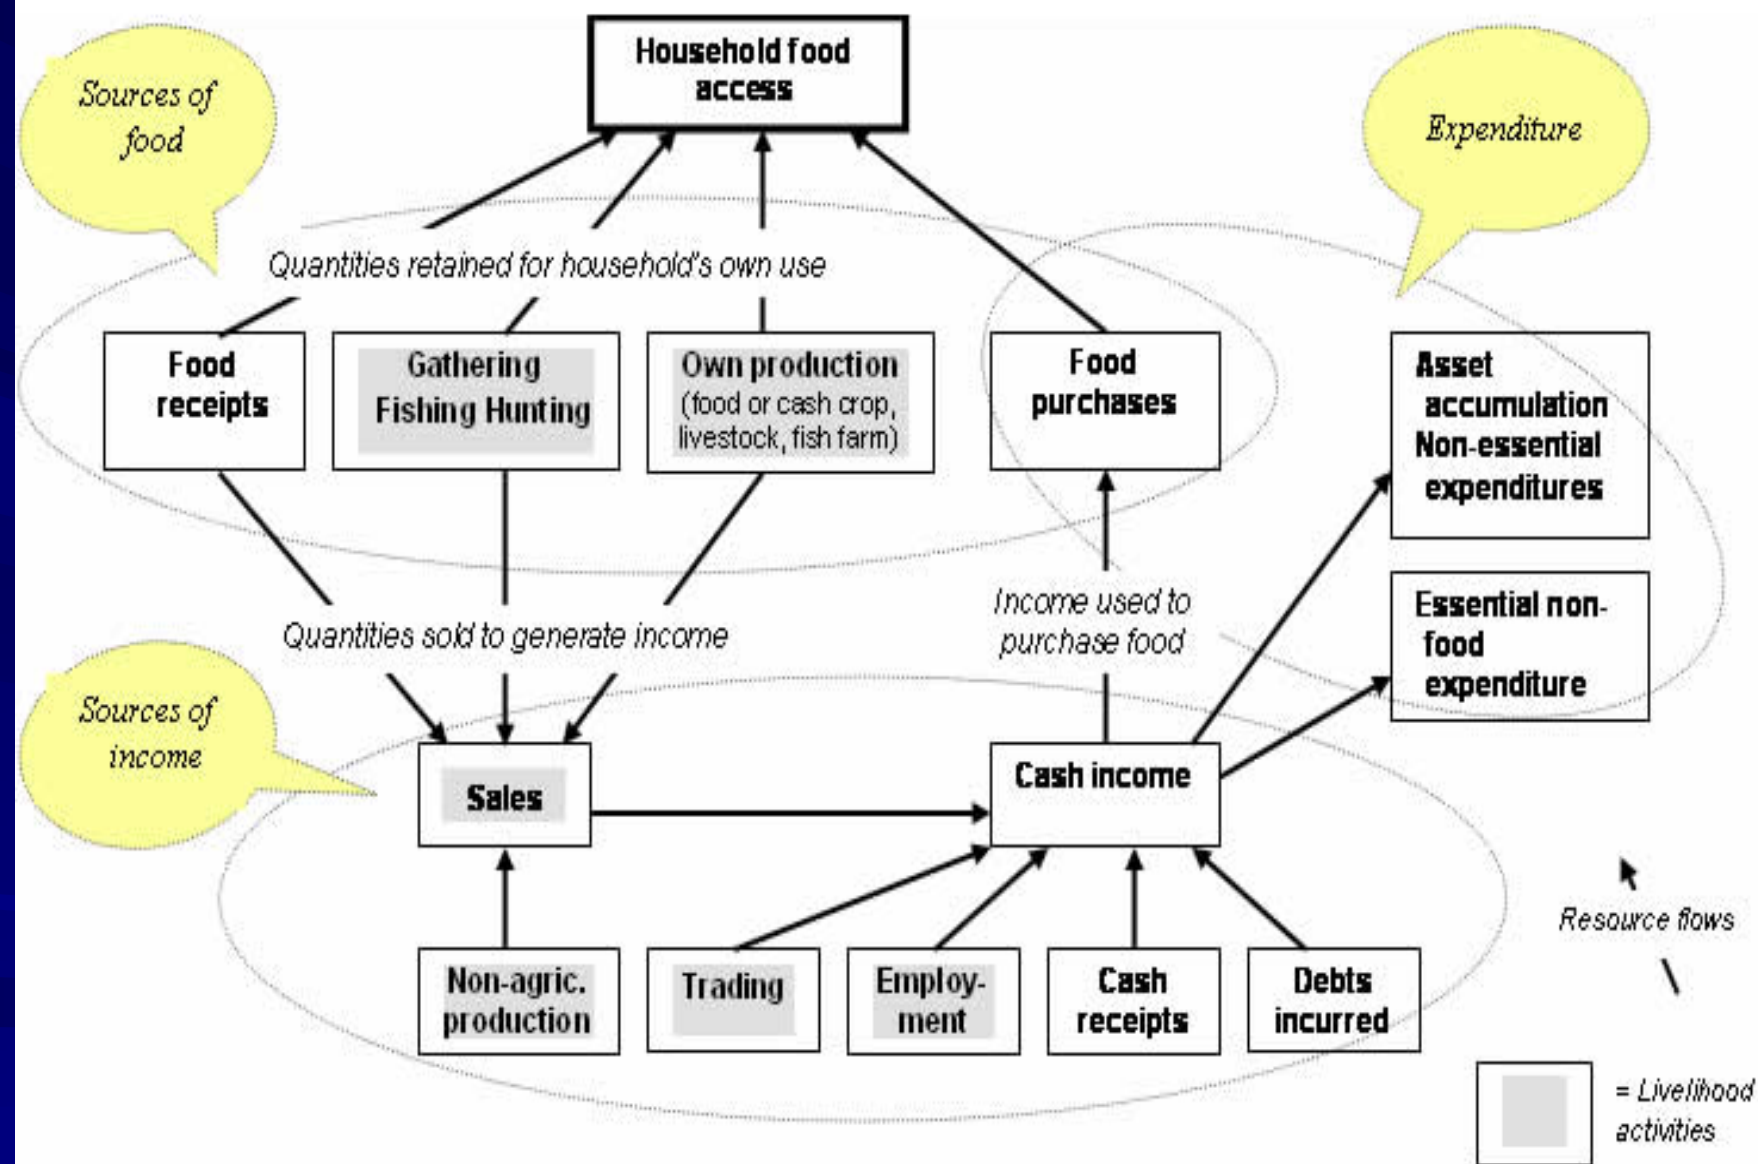 Household food
access
Sources of
food
Expenditure
Quantities retained for household's own use
Food
receipts
Gathering
Fishing Hunting
Own production
(food or cash crop,
livestock, fish farm)
Food
purchases
Asset
accumulation
Non-essential
expenditures
Essential non-
food
expenditure
Quantities sold to generate income
Income used to
purchase food
Sources of
income
Sales
Cash income
Non-agric.
production
Trading
Employ-
ment
Cash
receipts
Debts
incurred
Resource flows
= Livelihood
activities